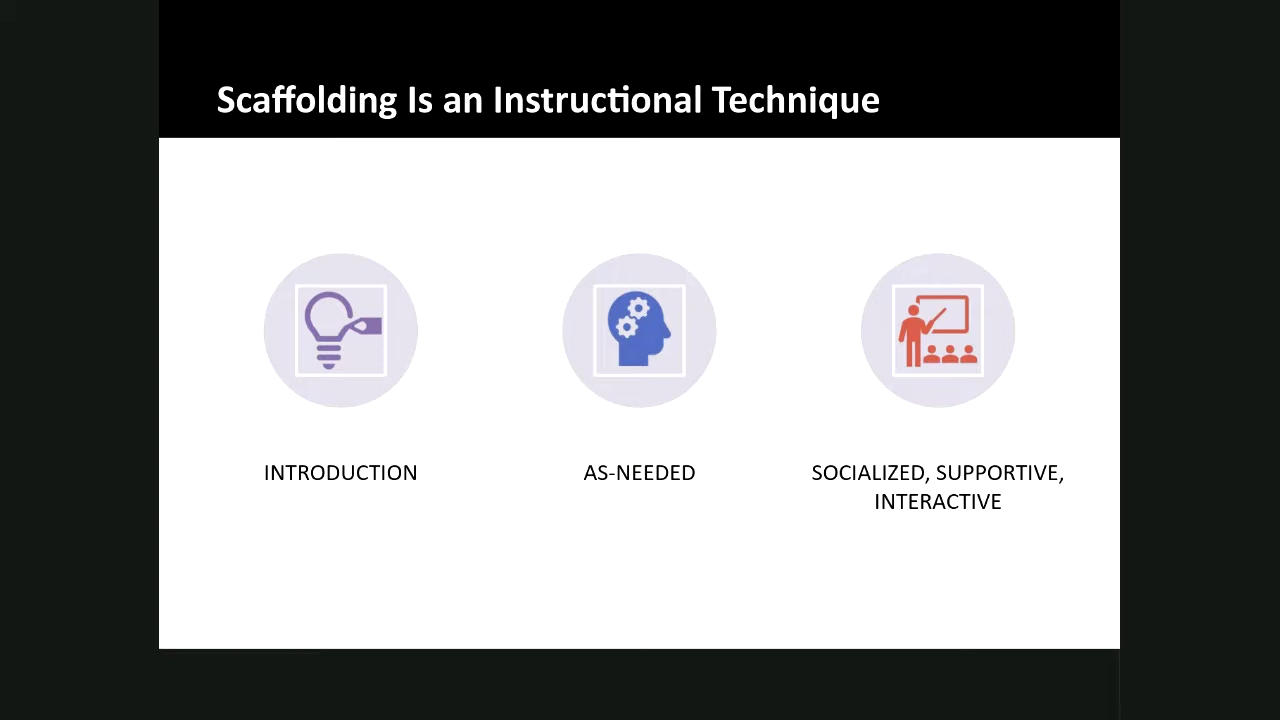 Scaffolding Is an Instructional Technique
INTRODUCTION
AS-NEEDED
SOCIALIZED, SUPPORTIVE,
INTERACTIVE